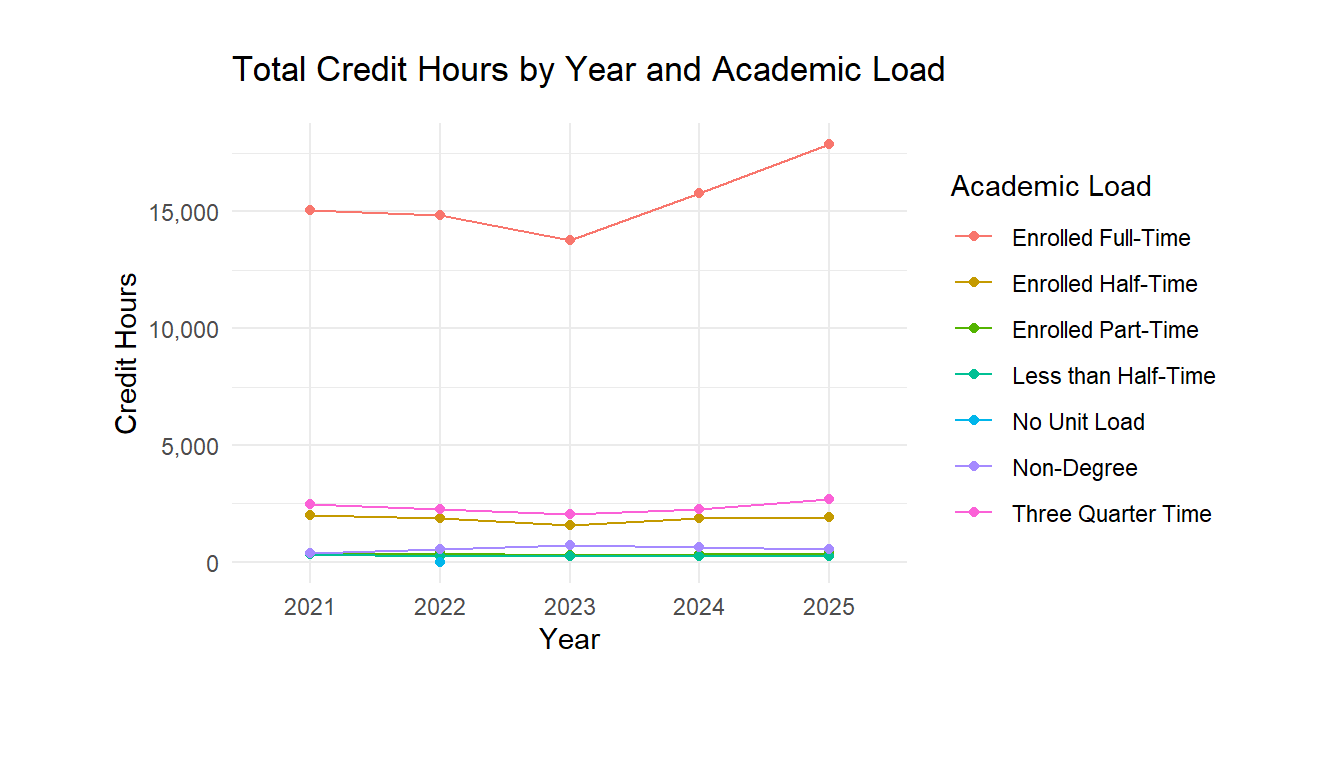 Total Credit Hours by Year and Academic Load
Credit Hours
15,000
10,000
5,000
0
2021 2022 2023 2024 2025
Year
Academic Load
Enrolled Full-Time
Enrolled Half-Time
Enrolled Part-Time
Less than Half-Time
No Unit Load
Non-Degree
Three Quarter Time